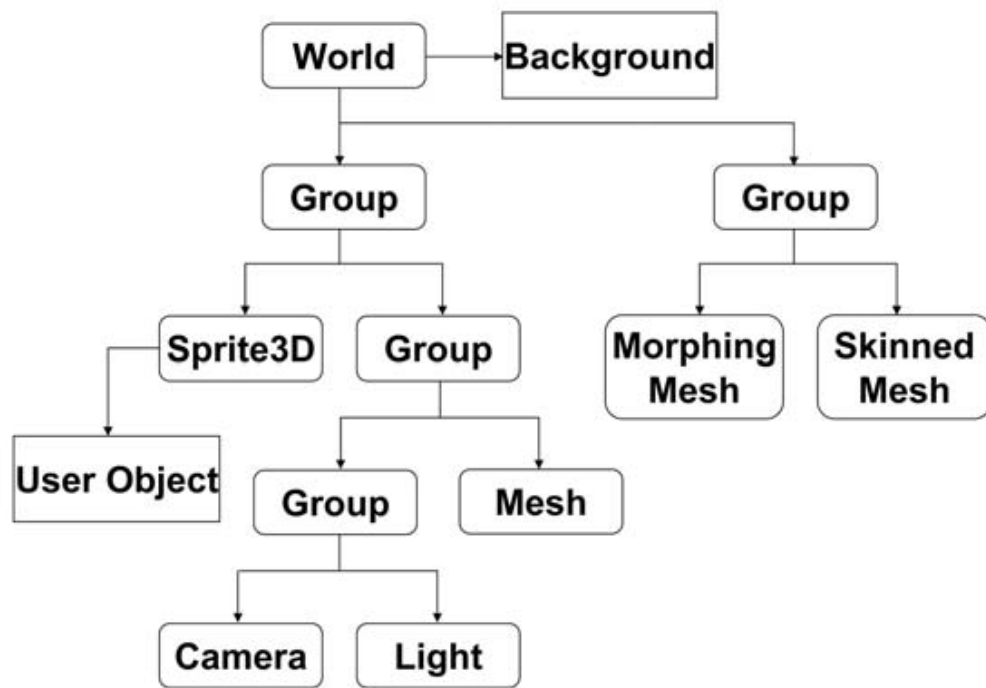 World
Background
Group
Group
Sprite3D
Group
Morphing
Mesh
Skinned
Mesh
User Object
Group
Mesh
Camera
Light